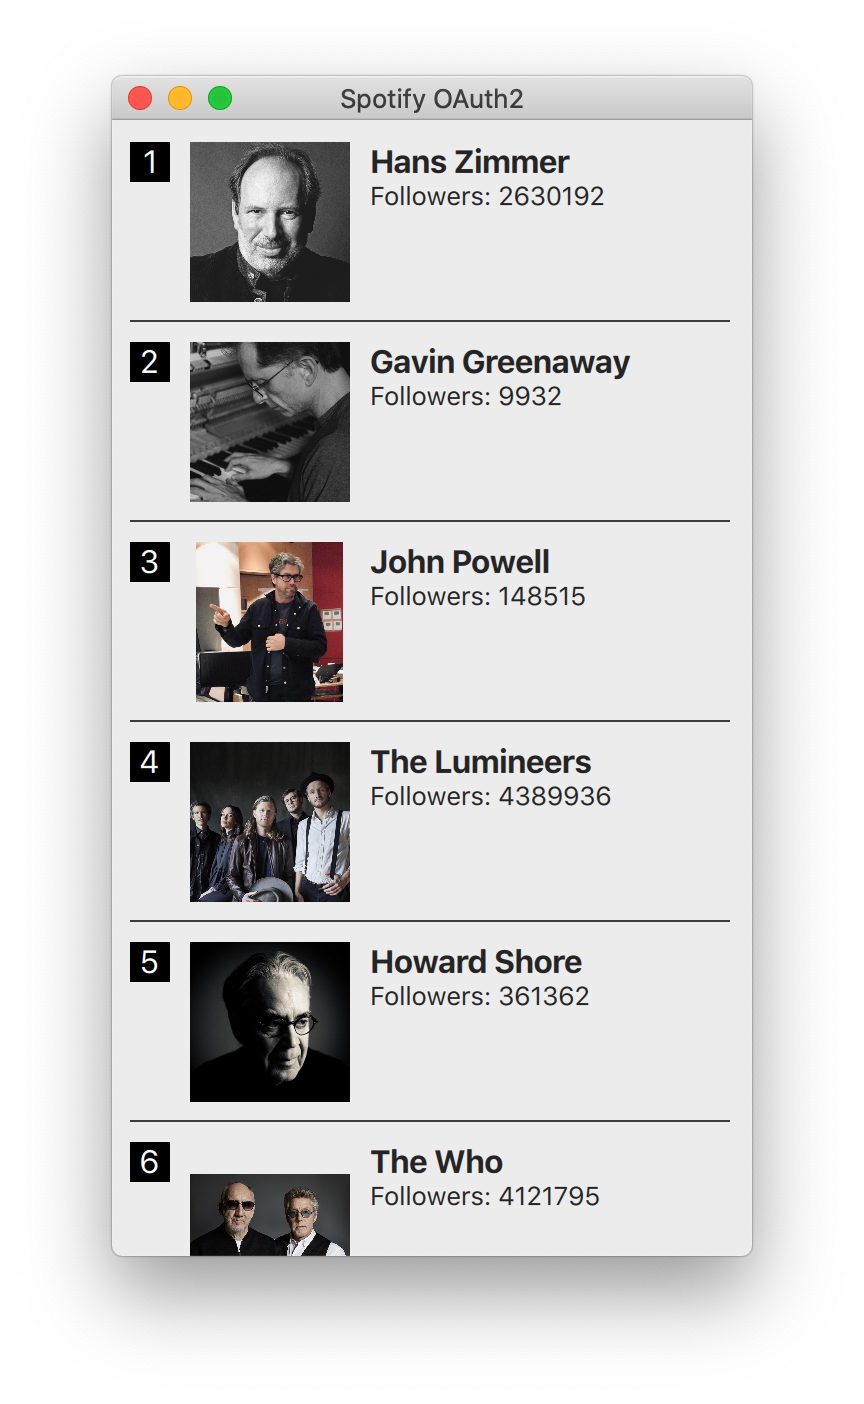 Spotify OAuth2
1
Hans Zimmer
Followers: 2630192
2
Gavin Greenaway
Followers: 9932
3
John Powell
Followers: 148515
4
The Lumineers
Followers: 4389936
5
Howard Shore
Followers: 361362
6
The Who
Followers: 4121795